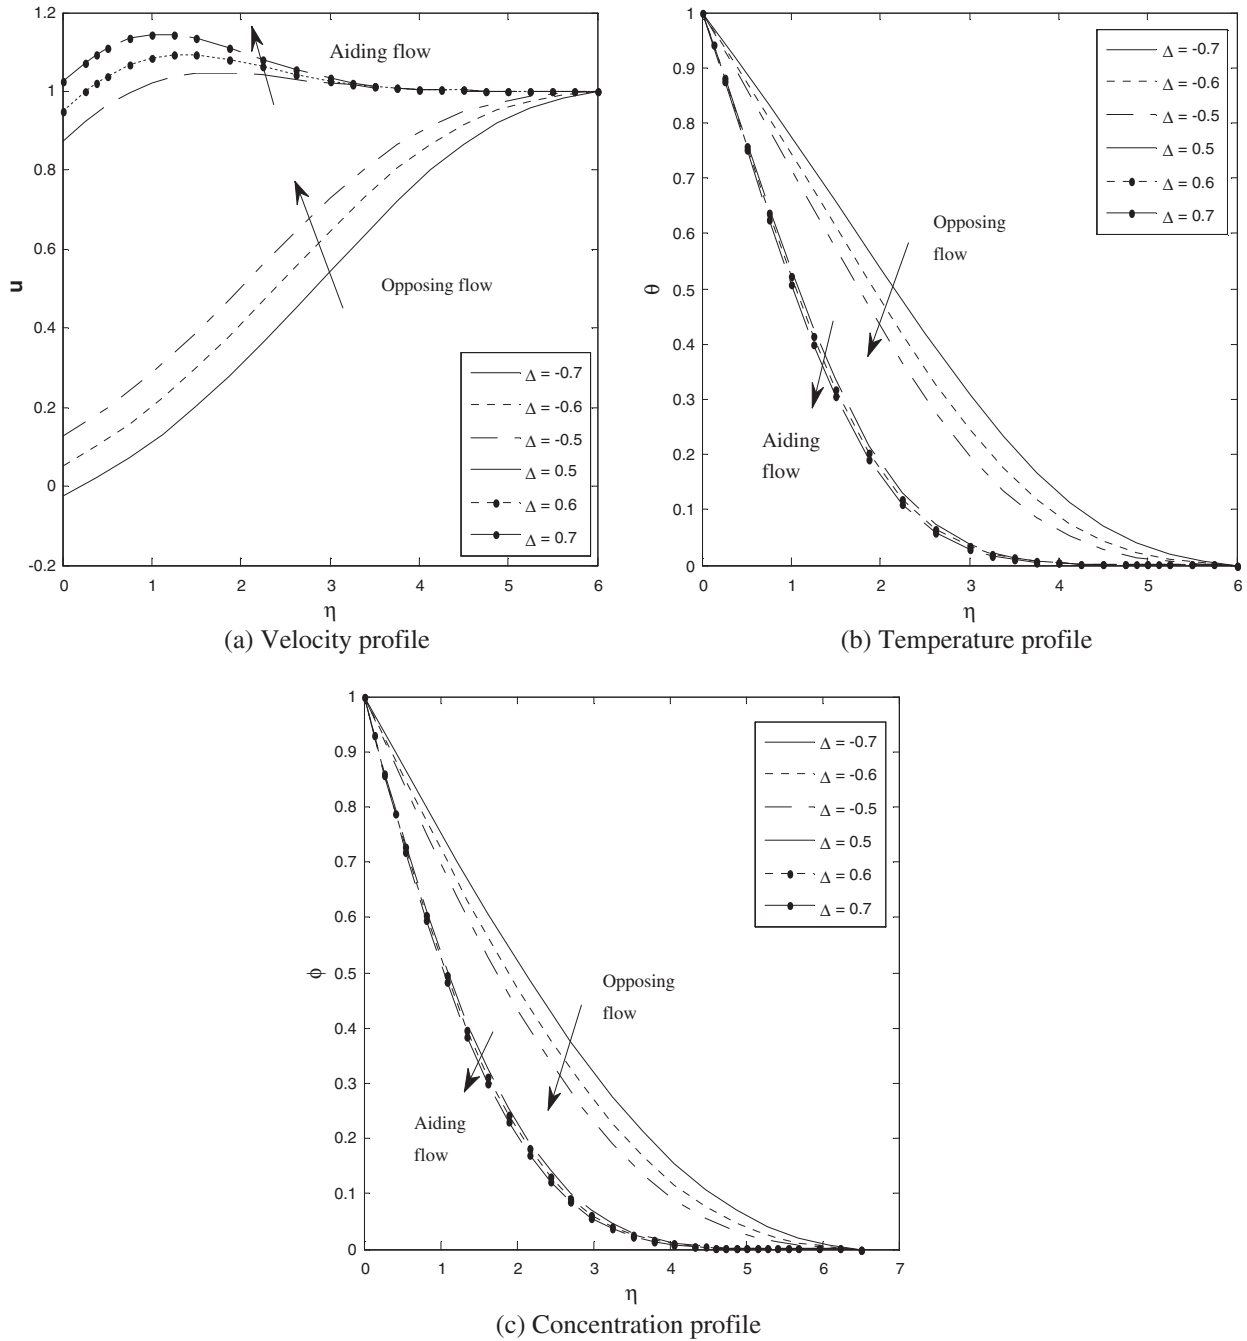 1.2
1
0.8
0.6
0.4
0.2
0
-0.2
u
Aiding flow
Opposing flow
Δ = -0.7
Δ = -0.6
Δ = -0.5
Δ = 0.5
Δ = 0.6
Δ = 0.7
0 1 2 3 4 5 6
η
(a) Velocity profile
1
0.9
0.8
0.7
0.6
0.5
0.4
0.3
0.2
0.1
0
θ
Δ = -0.7
Δ = -0.6
Δ = -0.5
Δ = 0.5
Δ = 0.6
Δ = 0.7
Opposing
flow
Aiding
flow
0 1 2 3 4 5 6
η
(b) Temperature profile
1
0.9
0.8
0.7
0.6
0.5
0.4
0.3
0.2
0.1
0
ϕ
Δ = -0.7
Δ = -0.6
Δ = -0.5
Δ = 0.5
Δ = 0.6
Δ = 0.7
Opposing
flow
Aiding
flow
0 1 2 3 4 5 6 7
η
(c) Concentration profile